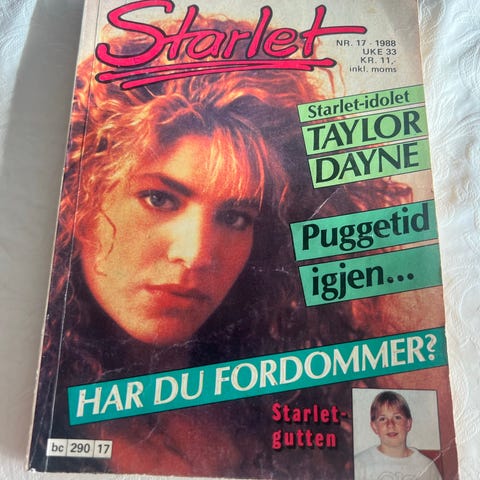 Starlet
NR. 17 - 1988
UKE 33
KR. 11,-
inkl. moms
Starlet-idolet
TAYLOR
DAYNE
Puggetid
igjen...
HAR DU FORDOMMER?
Starlet-
gutten
bc 290 17